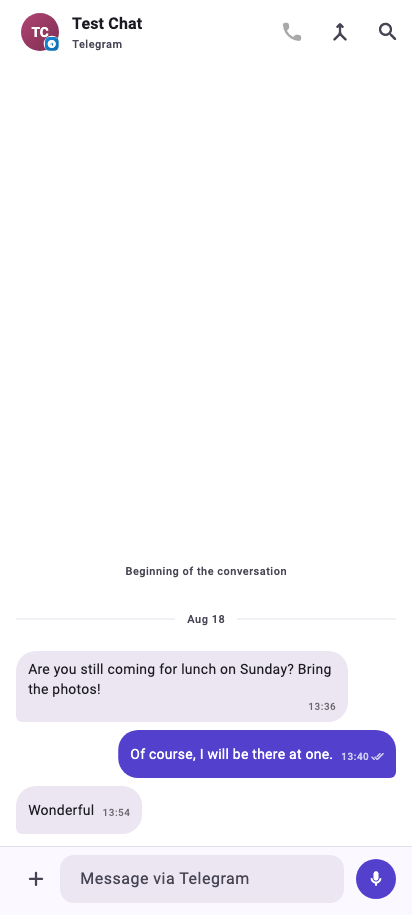 TC
Test Chat
Telegram
Beginning of the conversation
Aug 18
Are you still coming for lunch on Sunday? Bring
the photos!
13:36
Of course, I will be there at one. 13:40
Wonderful 13:54
Message via Telegram